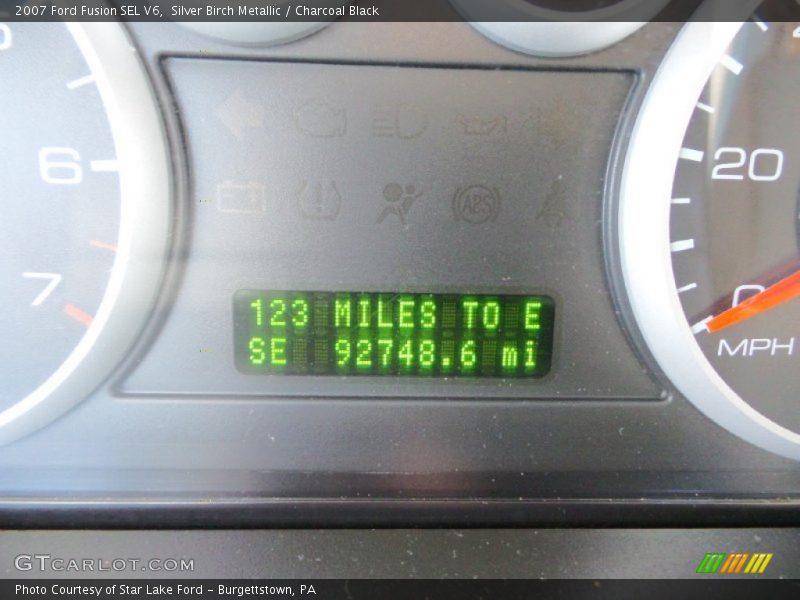 2007 Ford Fusion SEL V6, Silver Birch Metallic / Charcoal Black
6
7
ABS
123 MILES TO E
SE 92748.6 mi
20
0
MPH
GTCARLOT.COM
Photo Courtesy of Star Lake Ford - Burgettstown, PA